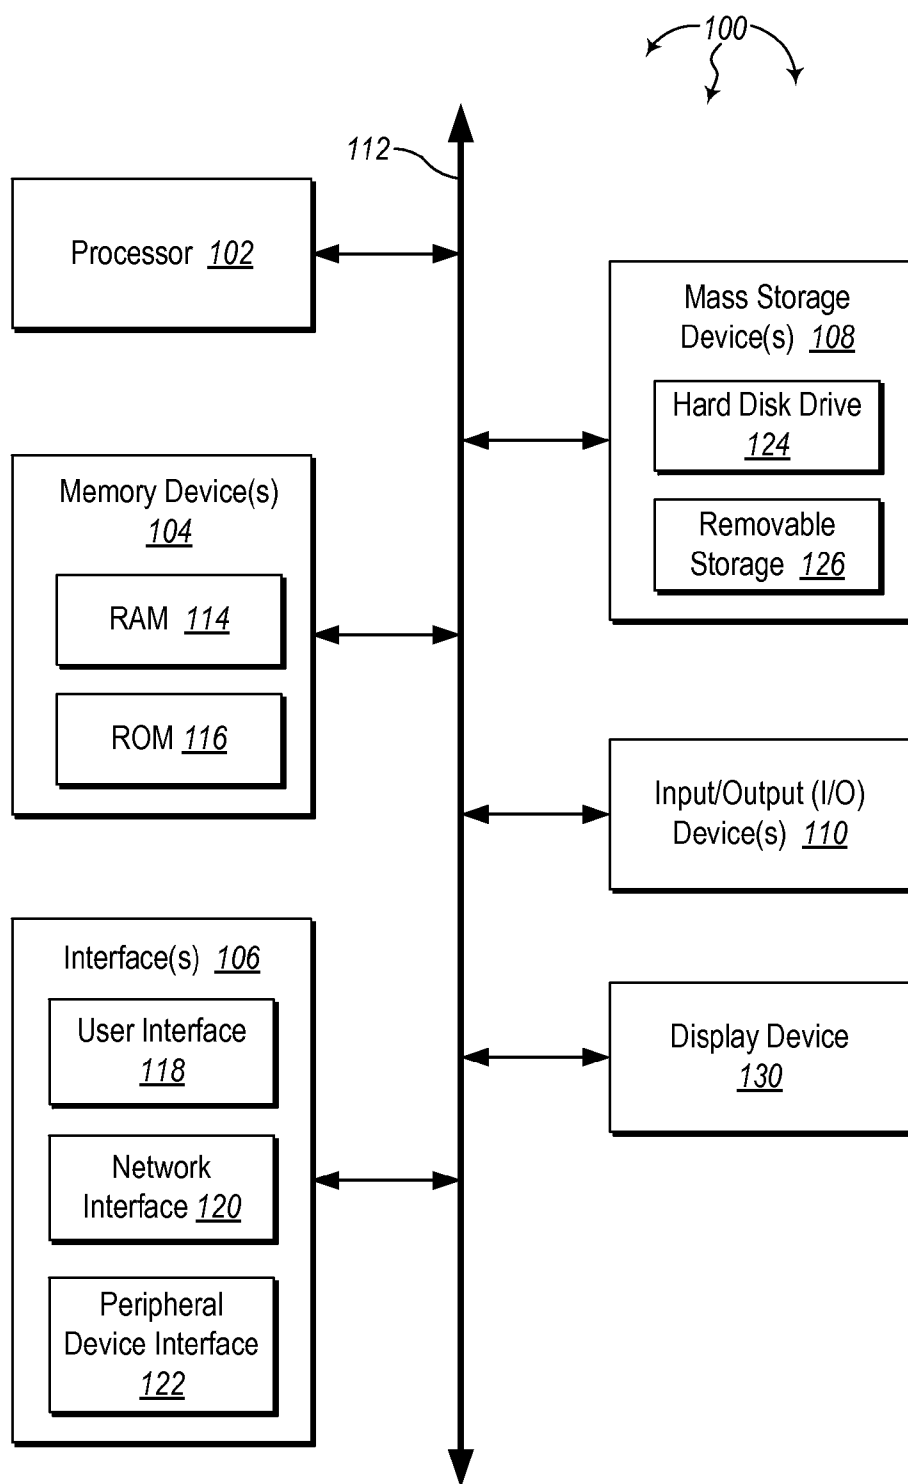 100
112
Processor 102
Memory Device(s)
104
RAM 114
ROM 116
Interface(s) 106
User Interface
118
Network
Interface 120
Peripheral
Device Interface
122
Mass Storage
Device(s) 108
Hard Disk Drive
124
Removable
Storage 126
Input/Output (I/O)
Device(s) 110
Display Device
130